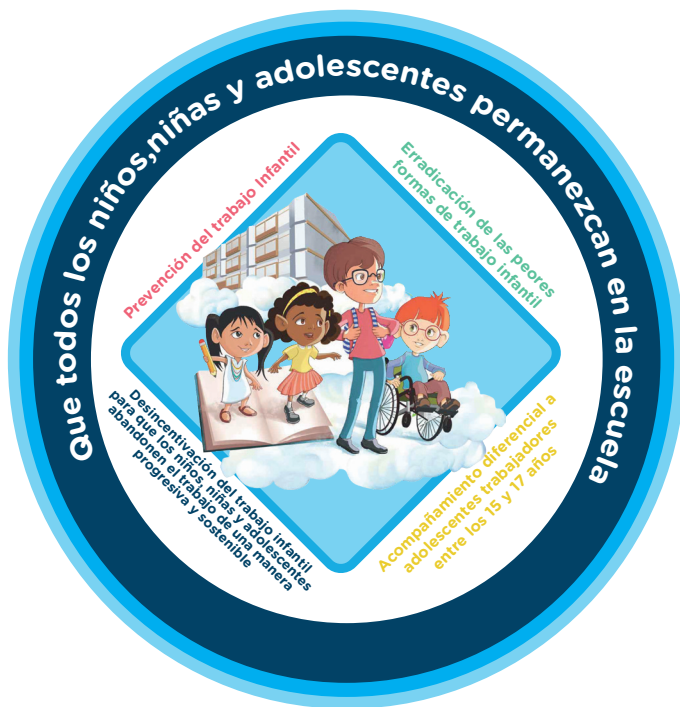 Que todos los niños,niñas y adolescentes permanezcan en la escuela
Prevención del trabajo Infantil
Erradicación de las peores
formas de trabajo infantil
Desincentivación del trabajo infantil
para que los niños, niñas y adolescentes
abandonen el trabajo de una manera
progresiva y sostenible
Acompañamiento diferencial a
adolescentes trabajadores
entre los 15 y 17 años